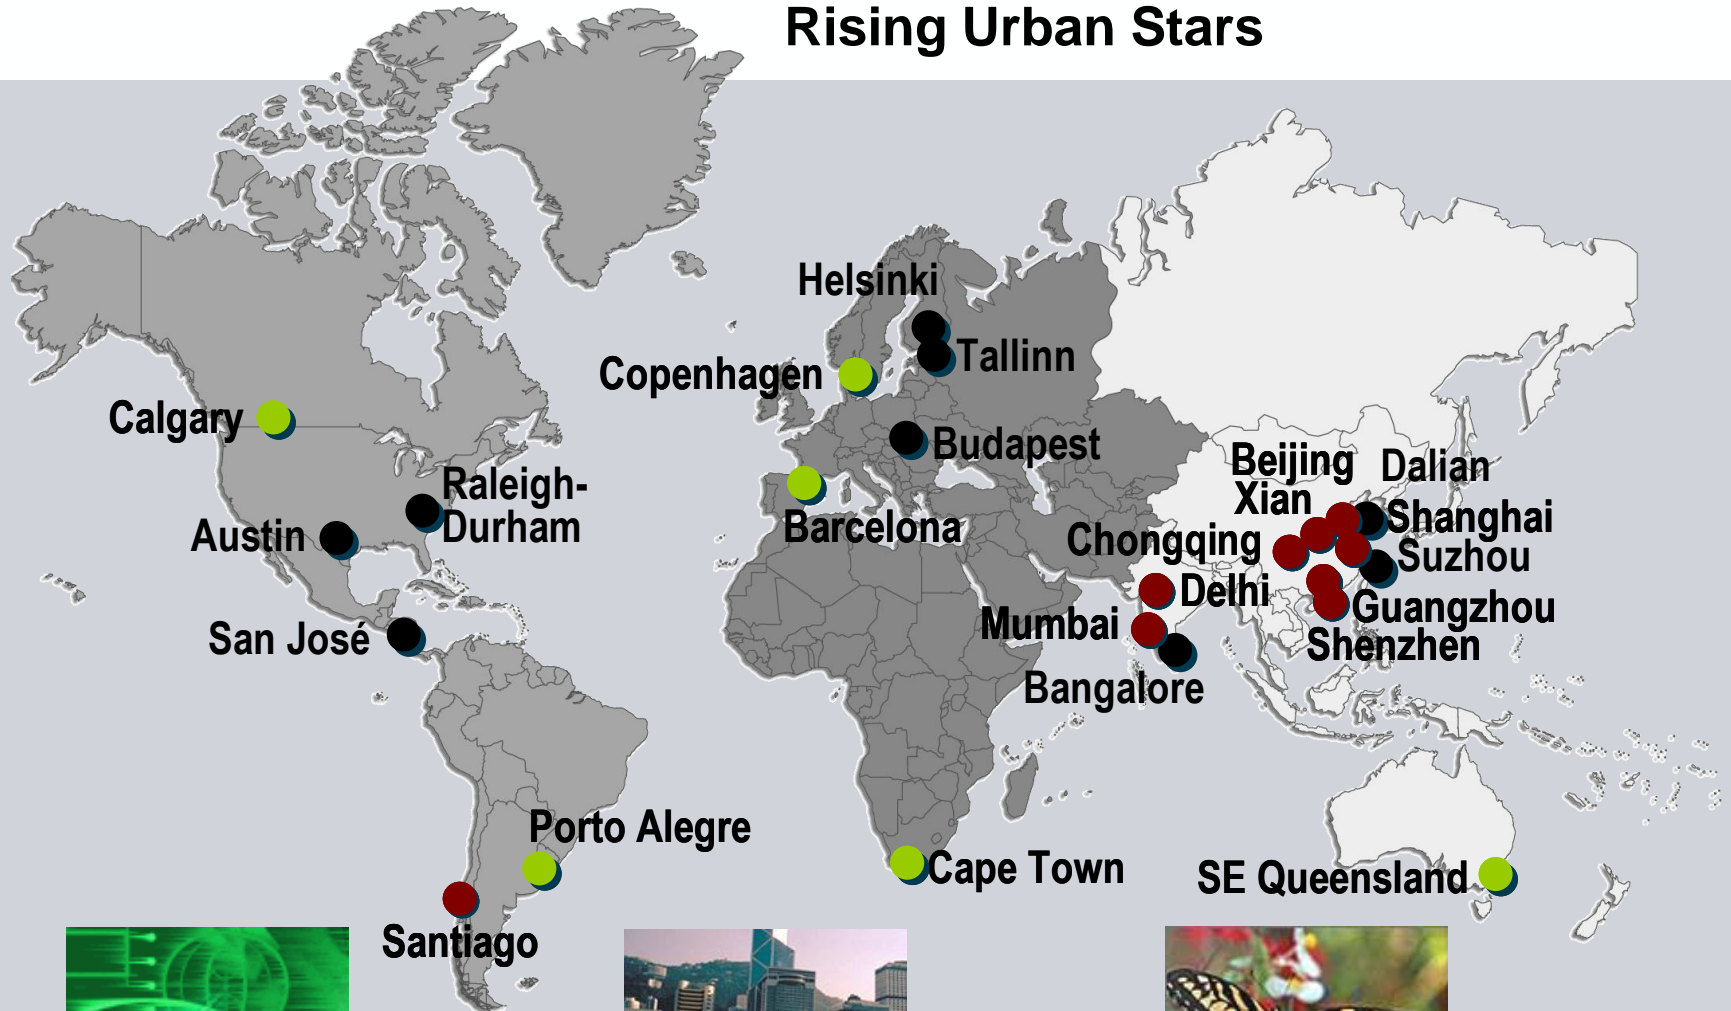 Rising Urban Stars
Helsinki
Tallinn
Copenhagen
Calgary
Budapest
Beijing
Dalian
Xian
Raleigh-
Durham
Shanghai
Austin
Barcelona
Chongqing
Suzhou
Delhi
Guangzhou
Mumbai
San José
Shenzhen
Bangalore
Porto Alegre
Cape Town
SE Queensland
Santiago